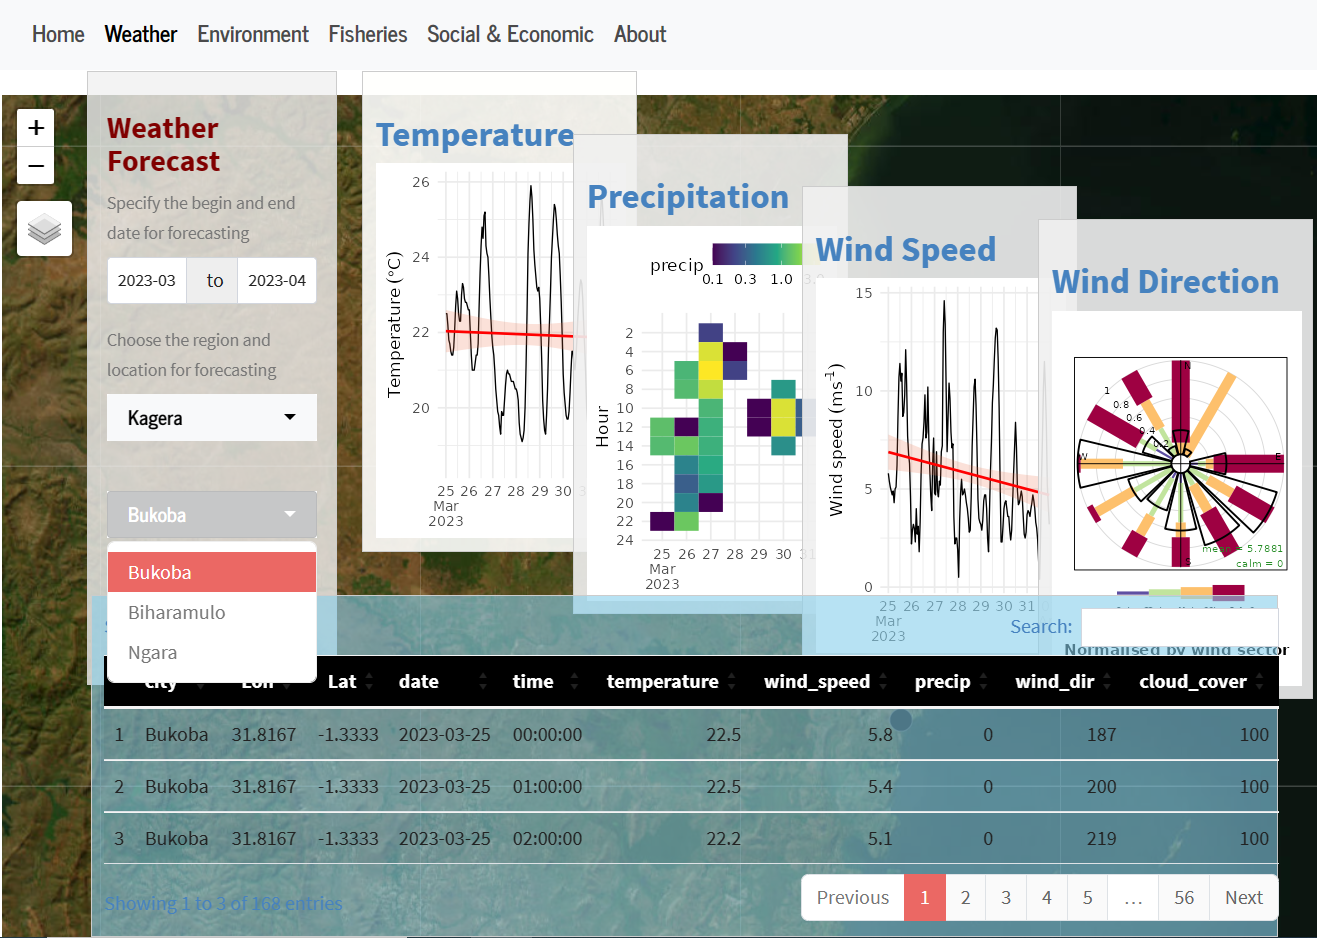 Home Weather Environment Fisheries Social & Economic About
+
−
Weather
Forecast
Specify the begin and end
date for forecasting
2023-03 to 2023-04
Choose the region and
location for forecasting
Kagera
Bukoba
Bukoba
Biharamulo
Ngara
Temperature
26
24
22
20
Temperature (°C)
25 26 27 28 29 30
Mar
2023
Precipitation
precip
0.1 0.3 1.0 3.0
Hour
2
4
6
8
10
12
14
16
18
20
22
24
25 26 27 28 29 30 31
Mar
2023
Wind Speed
15
10
5
0
Wind speed (ms-1)
25 26 27 28 29 30 31
Mar
2023
Wind Direction
N
1
0.8
0.6
0.4
0.2
W E
S
mean = 5.7881
calm = 0
Normalised by wind sector
Search:
city Lon Lat date time temperature wind_speed precip wind_dir cloud_cover
1 Bukoba 31.8167 -1.3333 2023-03-25 00:00:00 22.5 5.8 0 187 100
2 Bukoba 31.8167 -1.3333 2023-03-25 01:00:00 22.5 5.4 0 200 100
3 Bukoba 31.8167 -1.3333 2023-03-25 02:00:00 22.2 5.1 0 219 100
Showing 1 to 3 of 168 entries
Previous 1 2 3 4 5 … 56 Next